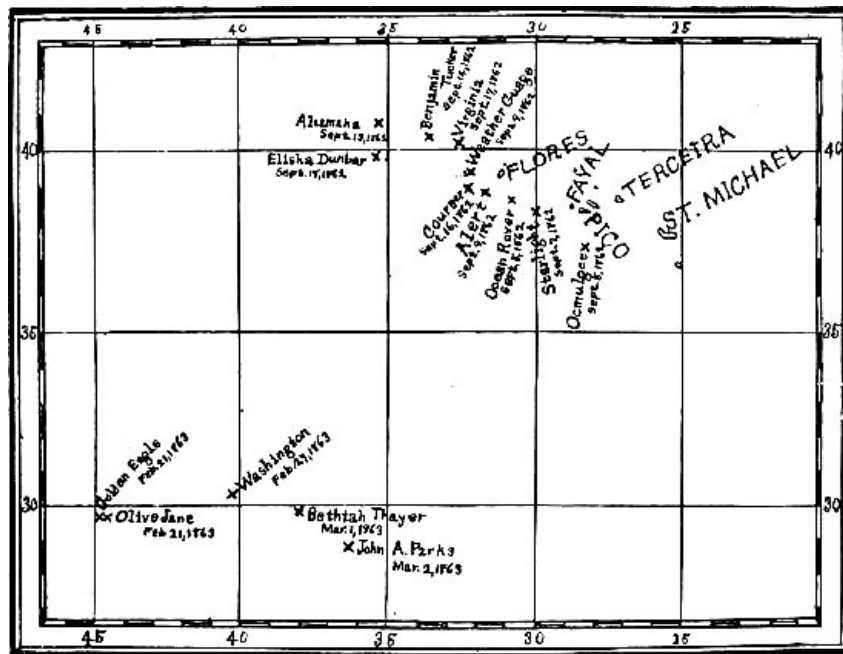 45 40 35 30 25
Benjamin
Tucker
Sept. 14, 1862
Virginia
Sept. 17, 1862
Weather Guage
Sept. 9, 1862
Altamaha
Sept. 13, 1862
40
40
Elisha Dunbar
Sept. 18, 1862
FLORES
FAYAL
TERCEIRA
PICO
ST. MICHAEL
Courser
Sept. 16, 1862
Alert
Sept. 9, 1862
Ocean Rover
Sept. 8, 1862
Starlight
Sept. 7, 1862
Ocmulgee
Sept. 5, 1862
35
35
Golden Eagle
Feb. 21, 1863
Washington
Feb. 27, 1863
30
30
Olive Jane
Feb 21, 1863
Bethiah Thayer
Mar. 1, 1863
John A. Parks
Mar. 2, 1863
45 40 35 30 25